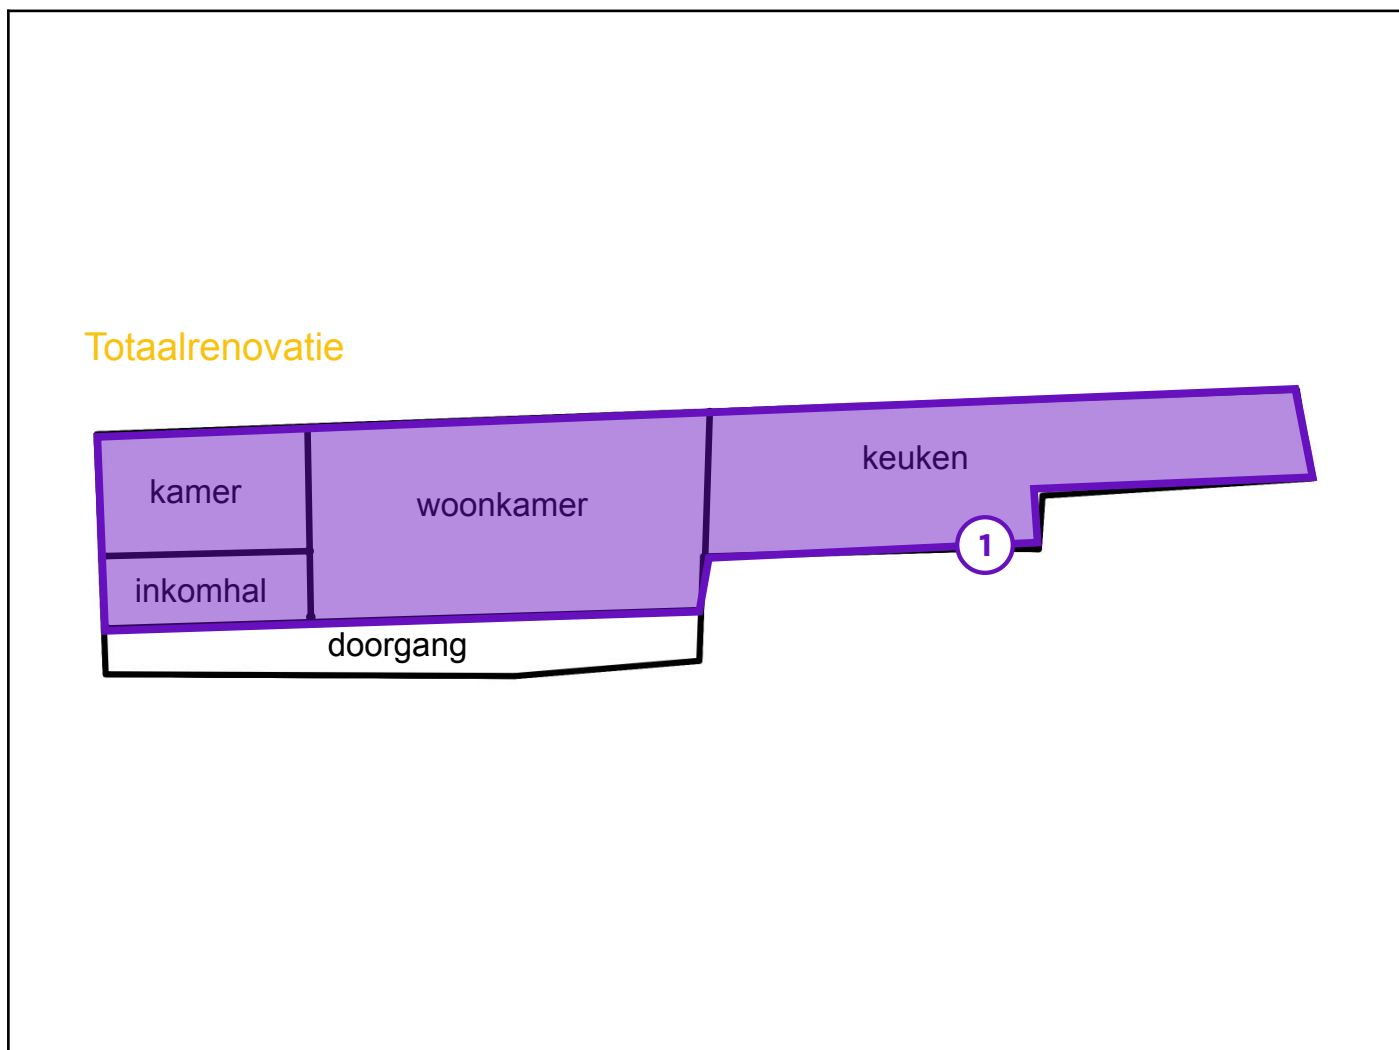 Totaalrenovatie
keuken
kamer
woonkamer
1
inkomhal
doorgang